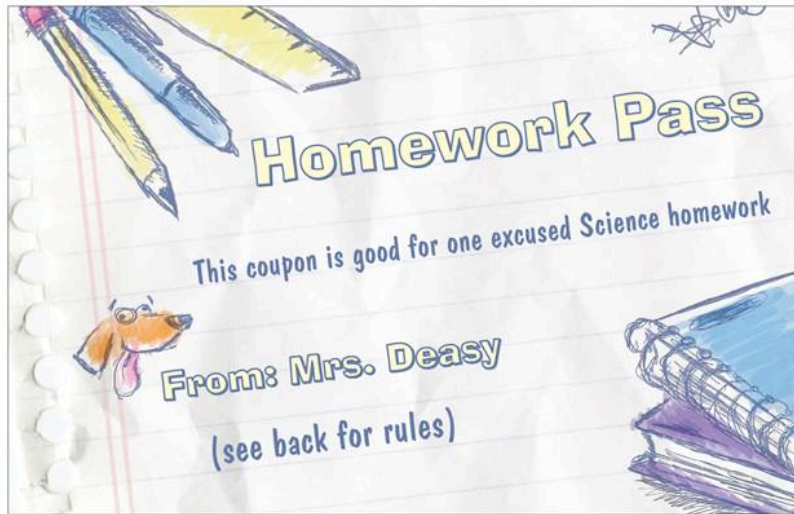 Homework Pass
This coupon is good for one excused Science homework
From: Mrs. Deasy
(see back for rules)